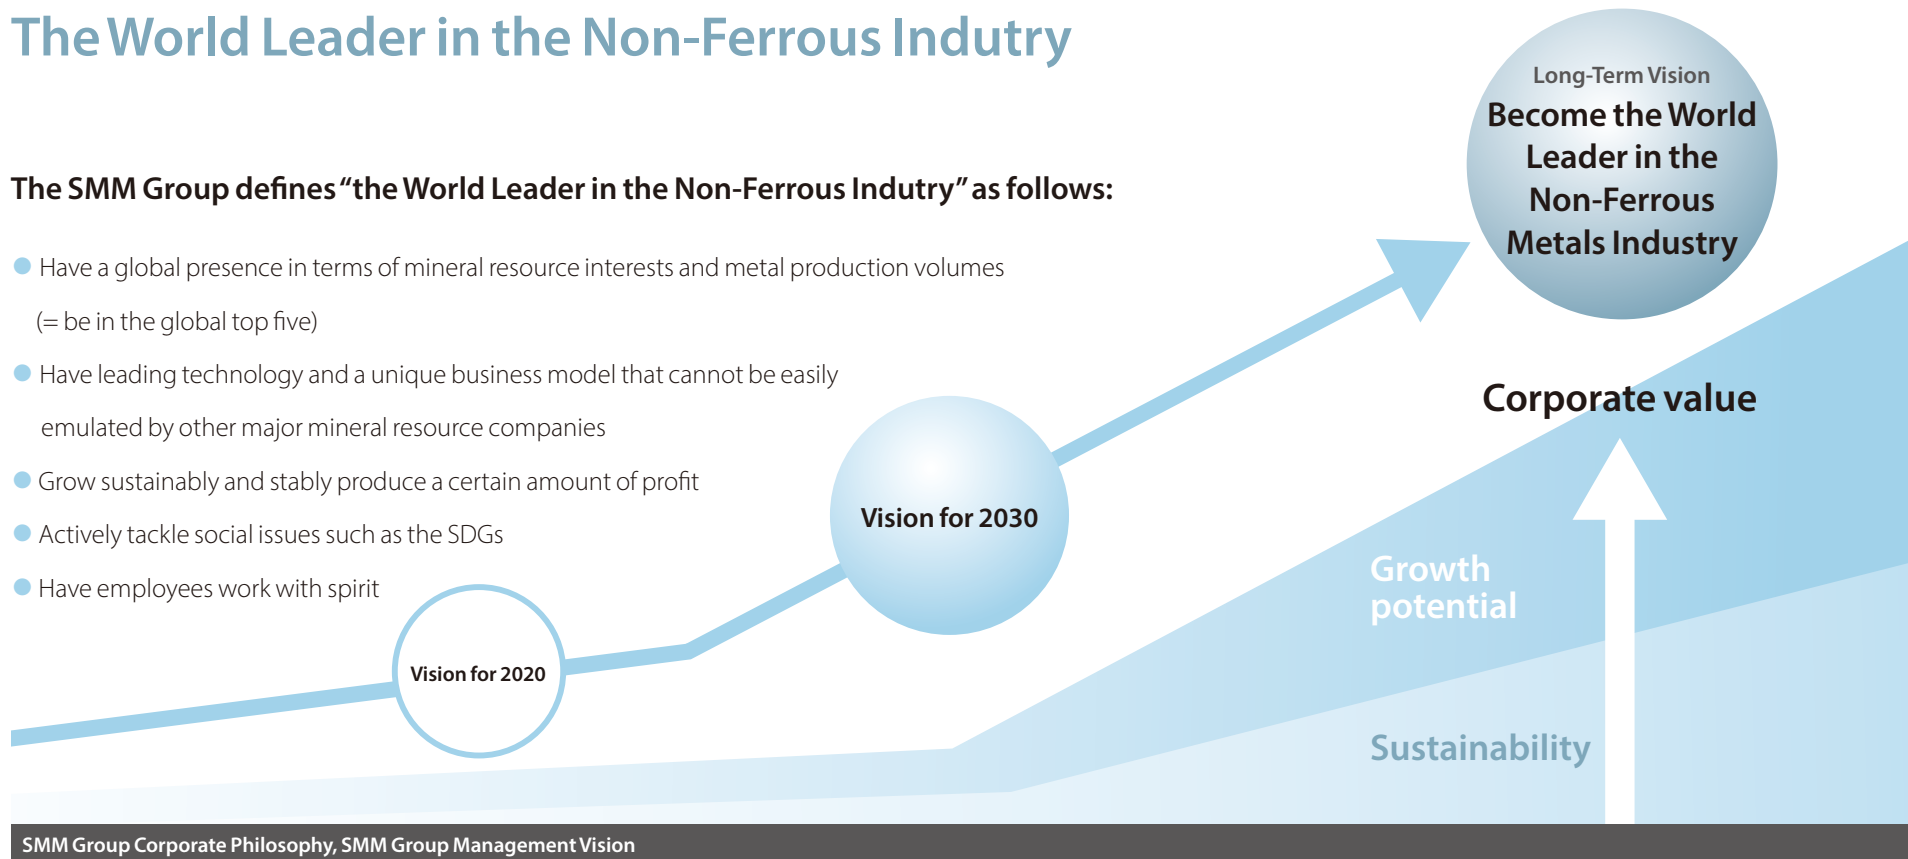 The World Leader in the Non-Ferrous Indutry
The SMM Group defines “the World Leader in the Non-Ferrous Indutry” as follows:
Have a global presence in terms of mineral resource interests and metal production volumes
(= be in the global top five)
Have leading technology and a unique business model that cannot be easily
emulated by other major mineral resource companies
Grow sustainably and stably produce a certain amount of profit
Actively tackle social issues such as the SDGs
Have employees work with spirit
Vision for 2020
Vision for 2030
Long-Term Vision
Become the World
Leader in the
Non-Ferrous
Metals Industry
Corporate value
Growth
potential
Sustainability
SMM Group Corporate Philosophy, SMM Group Management Vision